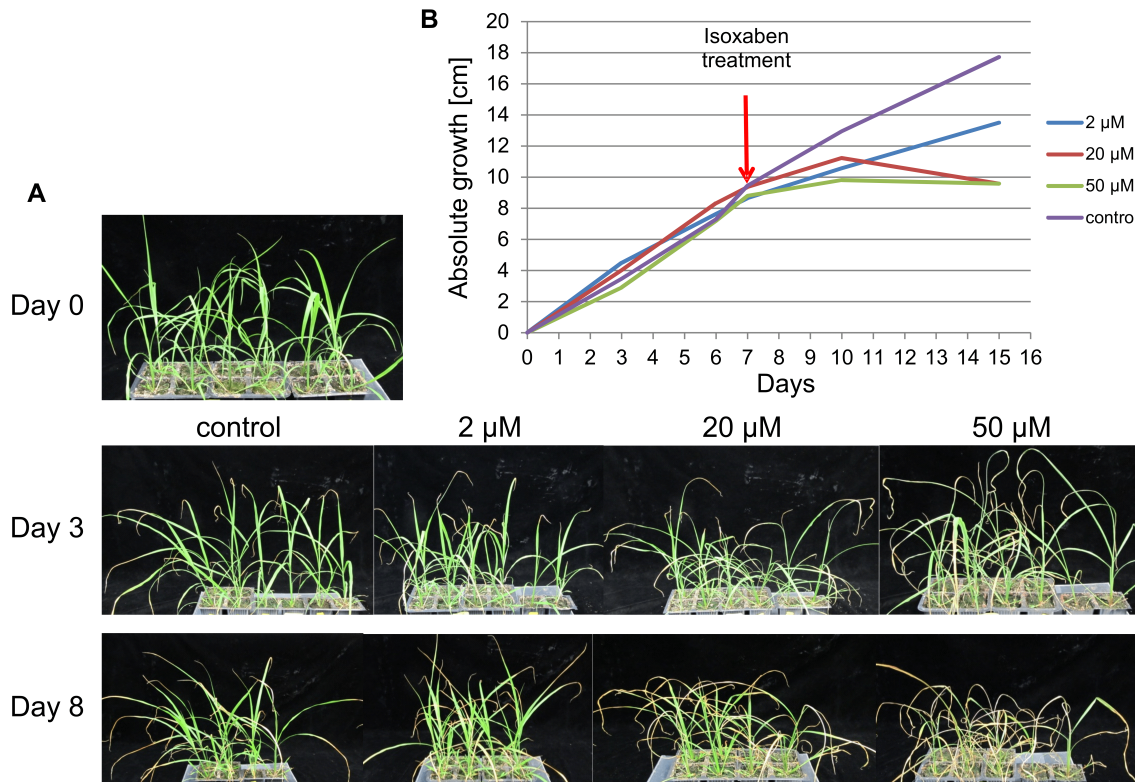 B
Absolute growth [cm]
20
18
16
14
12
10
8
6
4
2
0
Isoxaben
treatment
0 1 2 3 4 5 6 7 8 9 10 11 12 13 14 15 16
Days
2 µM
20 µM
50 µM
contro
A
Day 0
control 2 µM 20 µM 50 µM
Day 3
Day 8